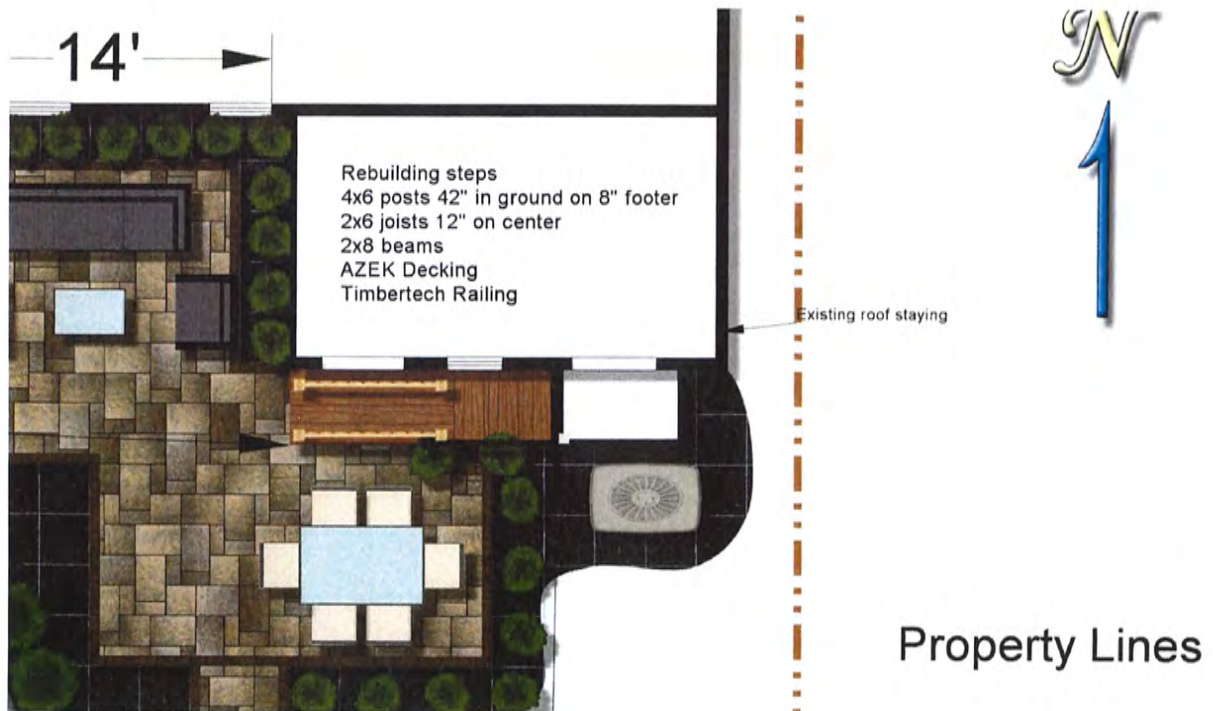 14'
N
Rebuilding steps
4x6 posts 42" in ground on 8" footer
2x6 joists 12" on center
2x8 beams
AZEK Decking
Timbertech Railing
Existing roof staying
Property Lines